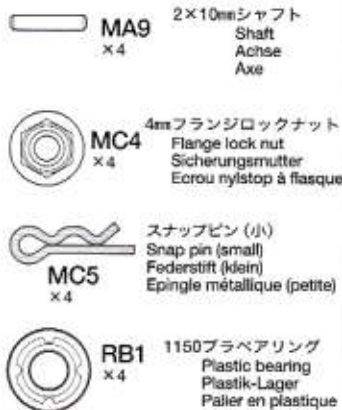 MA9
×4
2×10mmシャフト
Shaft
Achse
Axe
MC4
×4
4mmフランジロックナット
Flange lock nut
Sicherungsmutter
Ecrou nylstop à flasque
MC5
×4
スナップピン (小)
Snap pin (small)
Federstift (klein)
Epingle métallique (petite)
RB1
×4
1150プラベアリング
Plastic bearing
Plastik-Lager
Palier en plastique